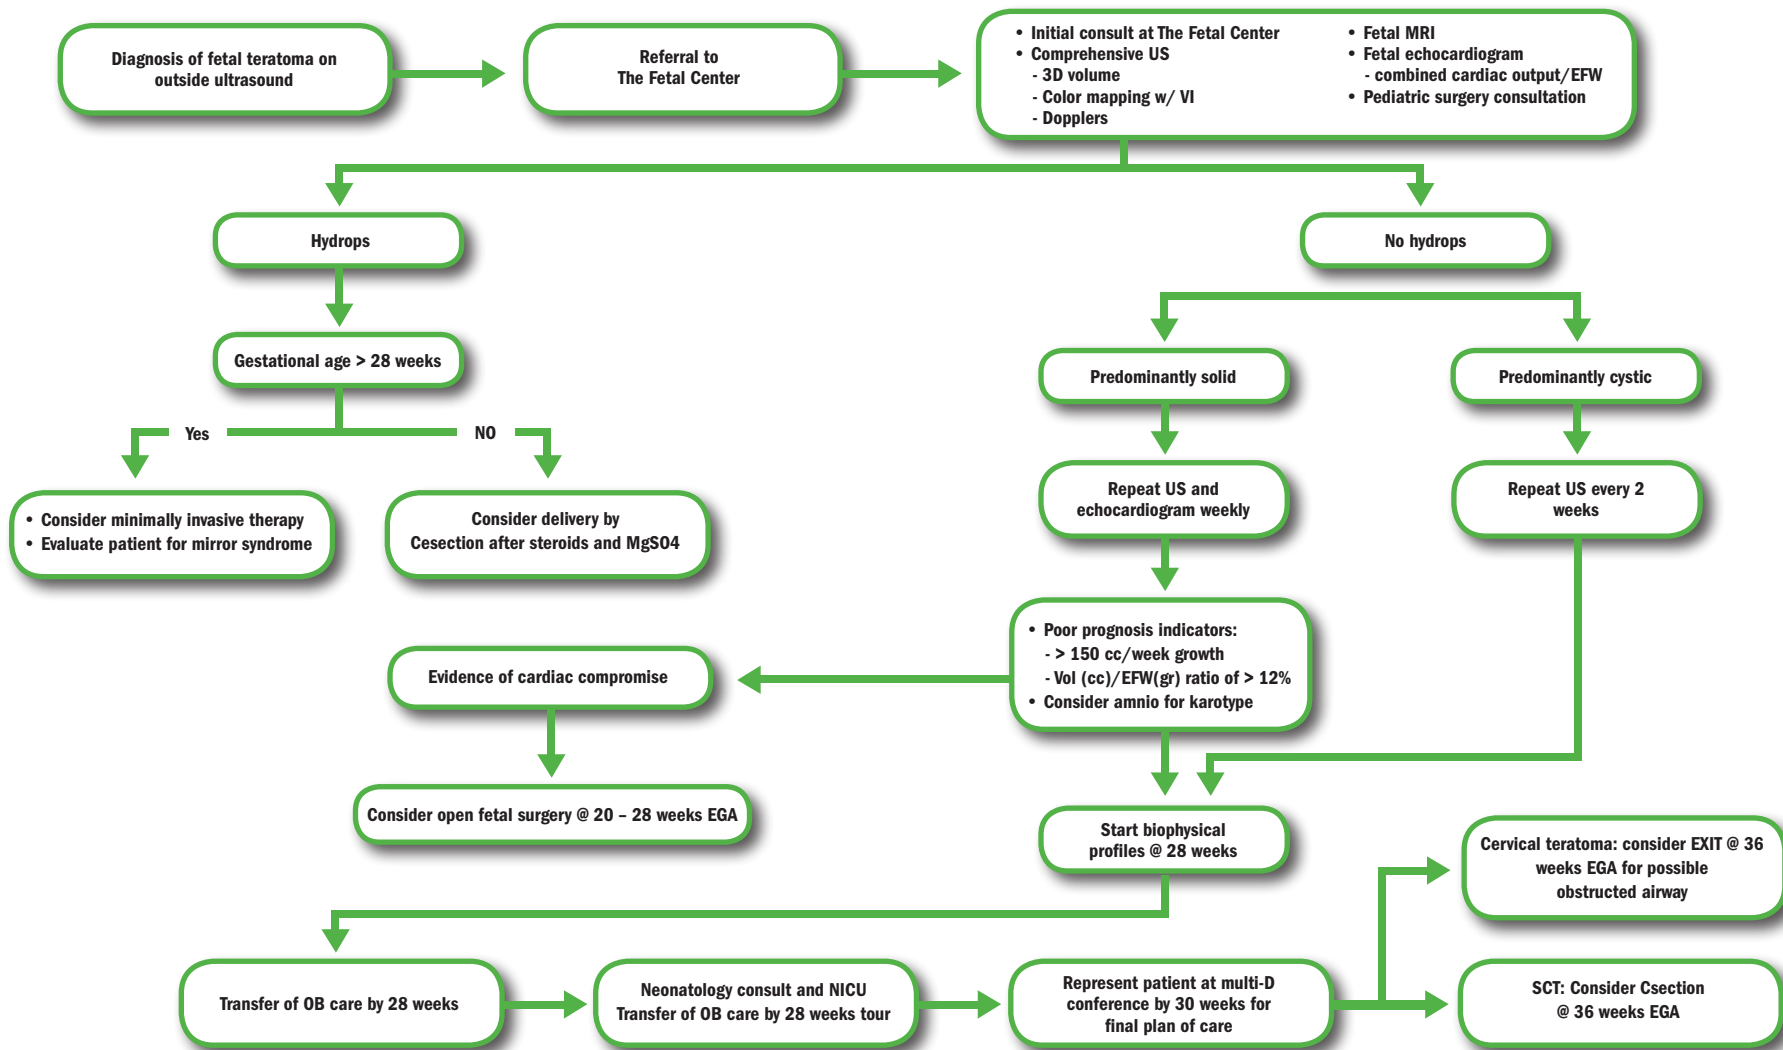 Diagnosis of fetal teratoma on
outside ultrasound
Referral to
The Fetal Center
• Initial consult at The Fetal Center
• Comprehensive US
- 3D volume
- Color mapping w/ VI
- Dopplers
• Fetal MRI
• Fetal echocardiogram
- combined cardiac output/EFW
• Pediatric surgery consultation
Hydrops
No hydrops
Gestational age > 28 weeks
Predominantly solid
Predominantly cystic
Yes
NO
• Consider minimally invasive therapy
• Evaluate patient for mirror syndrome
Consider delivery by
Cesection after steroids and MgSO4
Repeat US and
echocardiogram weekly
Repeat US every 2
weeks
• Poor prognosis indicators:
- > 150 cc/week growth
- Vol (cc)/EFW(gr) ratio of > 12%
• Consider amnio for karotype
Evidence of cardiac compromise
Consider open fetal surgery @ 20 – 28 weeks EGA
Start biophysical
profiles @ 28 weeks
Cervical teratoma: consider EXIT @ 36
weeks EGA for possible
obstructed airway
Transfer of OB care by 28 weeks
Neonatology consult and NICU
Transfer of OB care by 28 weeks tour
Represent patient at multi-D
conference by 30 weeks for
final plan of care
SCT: Consider Csection
@ 36 weeks EGA